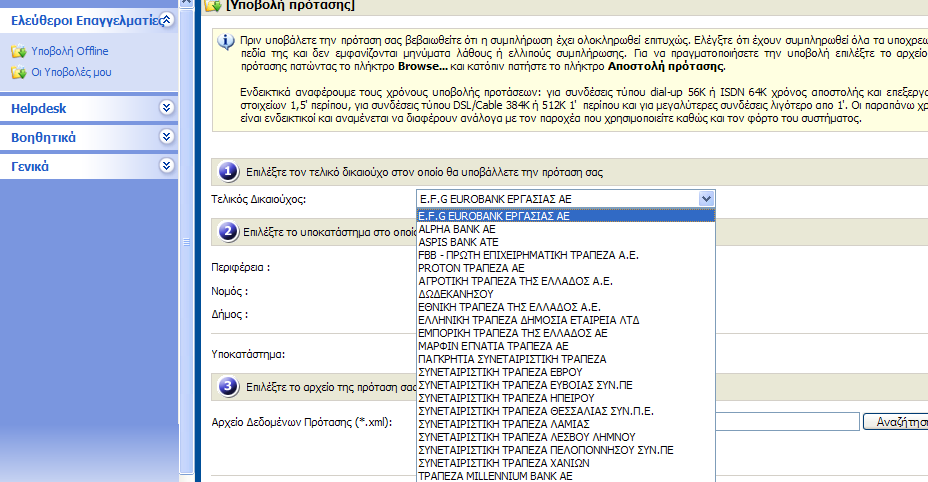 [Υποβολή πρότασης]
Ελεύθεροι Επαγγελματίες
Υποβολή Offline
Οι Υποβολές μου
Helpdesk
Βοηθητικά
Γενικά
Πριν υποβάλετε την πρόταση σας βεβαιωθείτε ότι η συμπλήρωση έχει ολοκληρωθεί επιτυχώς. Ελέγξτε ότι έχουν συμπληρωθεί όλα τα υποχρεω
πεδία της και δεν εμφανίζονται μηνύματα λάθους ή ελλιπούς συμπλήρωσης. Για να πραγματοποιήσετε την υποβολή επιλέξτε το αρχείο
πρότασης πατώντας το πλήκτρο Browse... και κατόπιν πατήστε το πλήκτρο Αποστολή πρότασης.
Ενδεικτικά αναφέρουμε τους χρόνους υποβολής προτάσεων: για συνδέσεις τύπου dial-up 56K ή ISDN 64K χρόνος αποστολής και επεξεργα
στοιχείων 1,5' περίπου, για συνδέσεις τύπου DSL/Cable 384K ή 512K 1' περίπου και για μεγαλύτερες συνδέσεις λιγότερο απο 1'. Οι παραπάνω χρ
είναι ενδεικτικοί και αναμένεται να διαφέρουν ανάλογα με τον παροχέα που χρησιμοποιείτε καθώς και τον φόρτο του συστήματος.
1 Επιλέξτε τον τελικό δικαιούχο στον οποίο θα υποβάλλετε την πρόταση σας
Τελικός Δικαιούχος: E.F.G EUROBANK ΕΡΓΑΣΙΑΣ ΑΕ
E.F.G EUROBANK ΕΡΓΑΣΙΑΣ ΑΕ
ALPHA BANK AE
ASPIS BANK ΑΤΕ
FBB - ΠΡΩΤΗ ΕΠΙΧΕΙΡΗΜΑΤΙΚΗ ΤΡΑΠΕΖΑ Α.Ε.
PROTON ΤΡΑΠΕΖΑ ΑΕ
ΑΓΡΟΤΙΚΗ ΤΡΑΠΕΖΑ ΤΗΣ ΕΛΛΑΔΟΣ Α.Ε.
ΔΩΔΕΚΑΝΗΣΟΥ
ΕΘΝΙΚΗ ΤΡΑΠΕΖΑ ΤΗΣ ΕΛΛΑΔΟΣ Α.Ε.
ΕΛΛΗΝΙΚΗ ΤΡΑΠΕΖΑ ΔΗΜΟΣΙΑ ΕΤΑΙΡΕΙΑ ΛΤΔ
ΕΜΠΟΡΙΚΗ ΤΡΑΠΕΖΑ ΤΗΣ ΕΛΛΑΔΟΣ ΑΕ
ΜΑΡΦΙΝ ΕΓΝΑΤΙΑ ΤΡΑΠΕΖΑ ΑΕ
ΠΑΓΚΡΗΤΙΑ ΣΥΝΕΤΑΙΡΙΣΤΙΚΗ ΤΡΑΠΕΖΑ
ΣΥΝΕΤΑΙΡΙΣΤΙΚΗ ΤΡΑΠΕΖΑ ΕΒΡΟΥ
ΣΥΝΕΤΑΙΡΙΣΤΙΚΗ ΤΡΑΠΕΖΑ ΕΥΒΟΙΑΣ ΣΥΝ.ΠΕ
ΣΥΝΕΤΑΙΡΙΣΤΙΚΗ ΤΡΑΠΕΖΑ ΗΠΕΙΡΟΥ
ΣΥΝΕΤΑΙΡΙΣΤΙΚΗ ΤΡΑΠΕΖΑ ΘΕΣΣΑΛΙΑΣ ΣΥΝ.Π.Ε.
ΣΥΝΕΤΑΙΡΙΣΤΙΚΗ ΤΡΑΠΕΖΑ ΛΑΜΙΑΣ
ΣΥΝΕΤΑΙΡΙΣΤΙΚΗ ΤΡΑΠΕΖΑ ΛΕΣΒΟΥ ΛΗΜΝΟΥ
ΣΥΝΕΤΑΙΡΙΣΤΙΚΗ ΤΡΑΠΕΖΑ ΠΕΛΟΠΟΝΝΗΣΟΥ ΣΥΝ.ΠΕ
ΣΥΝΕΤΑΙΡΙΣΤΙΚΗ ΤΡΑΠΕΖΑ ΧΑΝΙΩΝ
ΤΡΑΠΕΖΑ MILLENNIUM BANK AE
2 Επιλέξτε το υποκατάστημα στο οποίο
Περιφέρεια :
Νομός :
Δήμος :
Υποκατάστημα:
3 Επιλέξτε το αρχείο της πρόταση σας
Αρχείο Δεδομένων Πρότασης (*.xml): Αναζήτηση